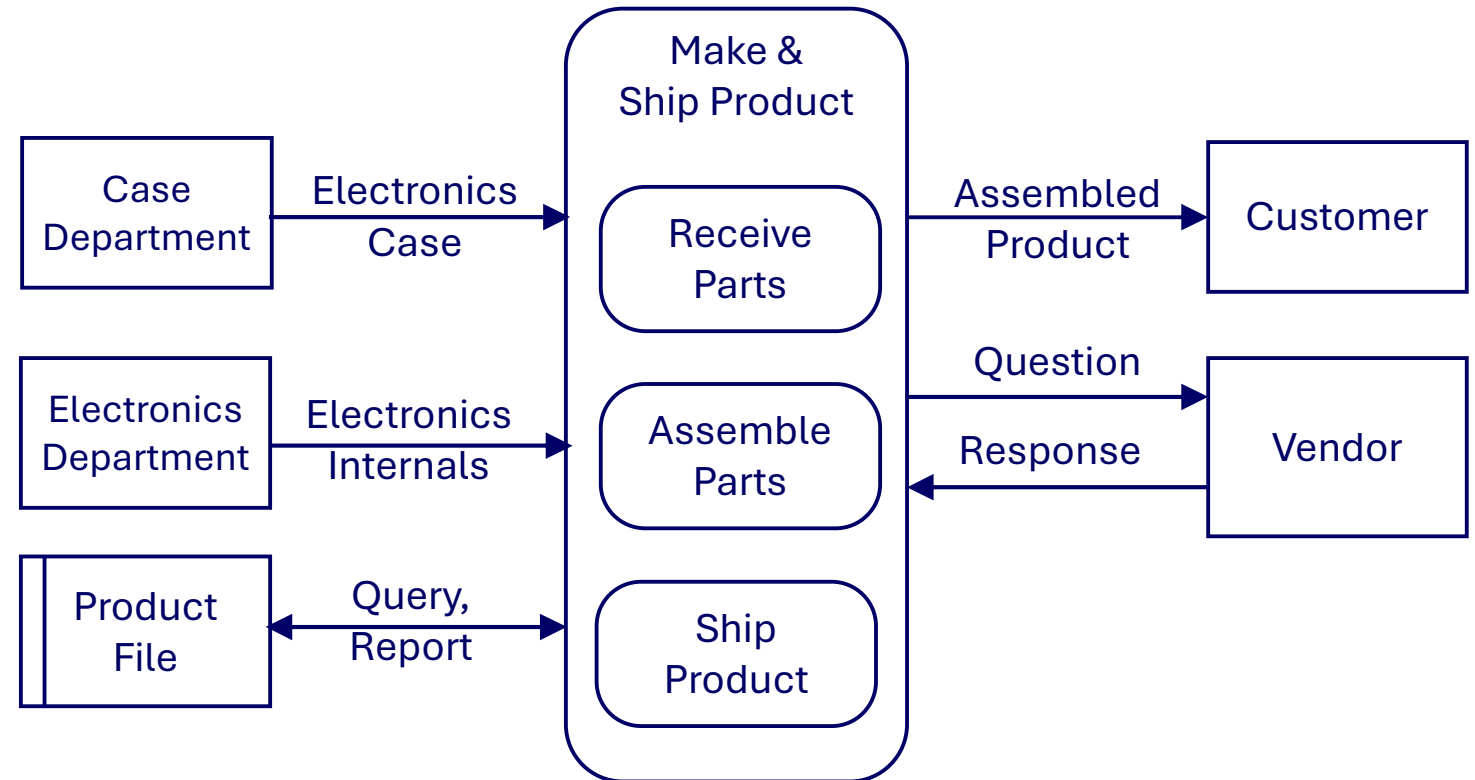 Make &
Ship Product
Case
Department
Electronics
Case
Receive
Parts
Assembled
Product
Customer
Electronics
Department
Electronics
Internals
Assemble
Parts
Question
Response
Vendor
Product
File
Query,
Report
Ship
Product